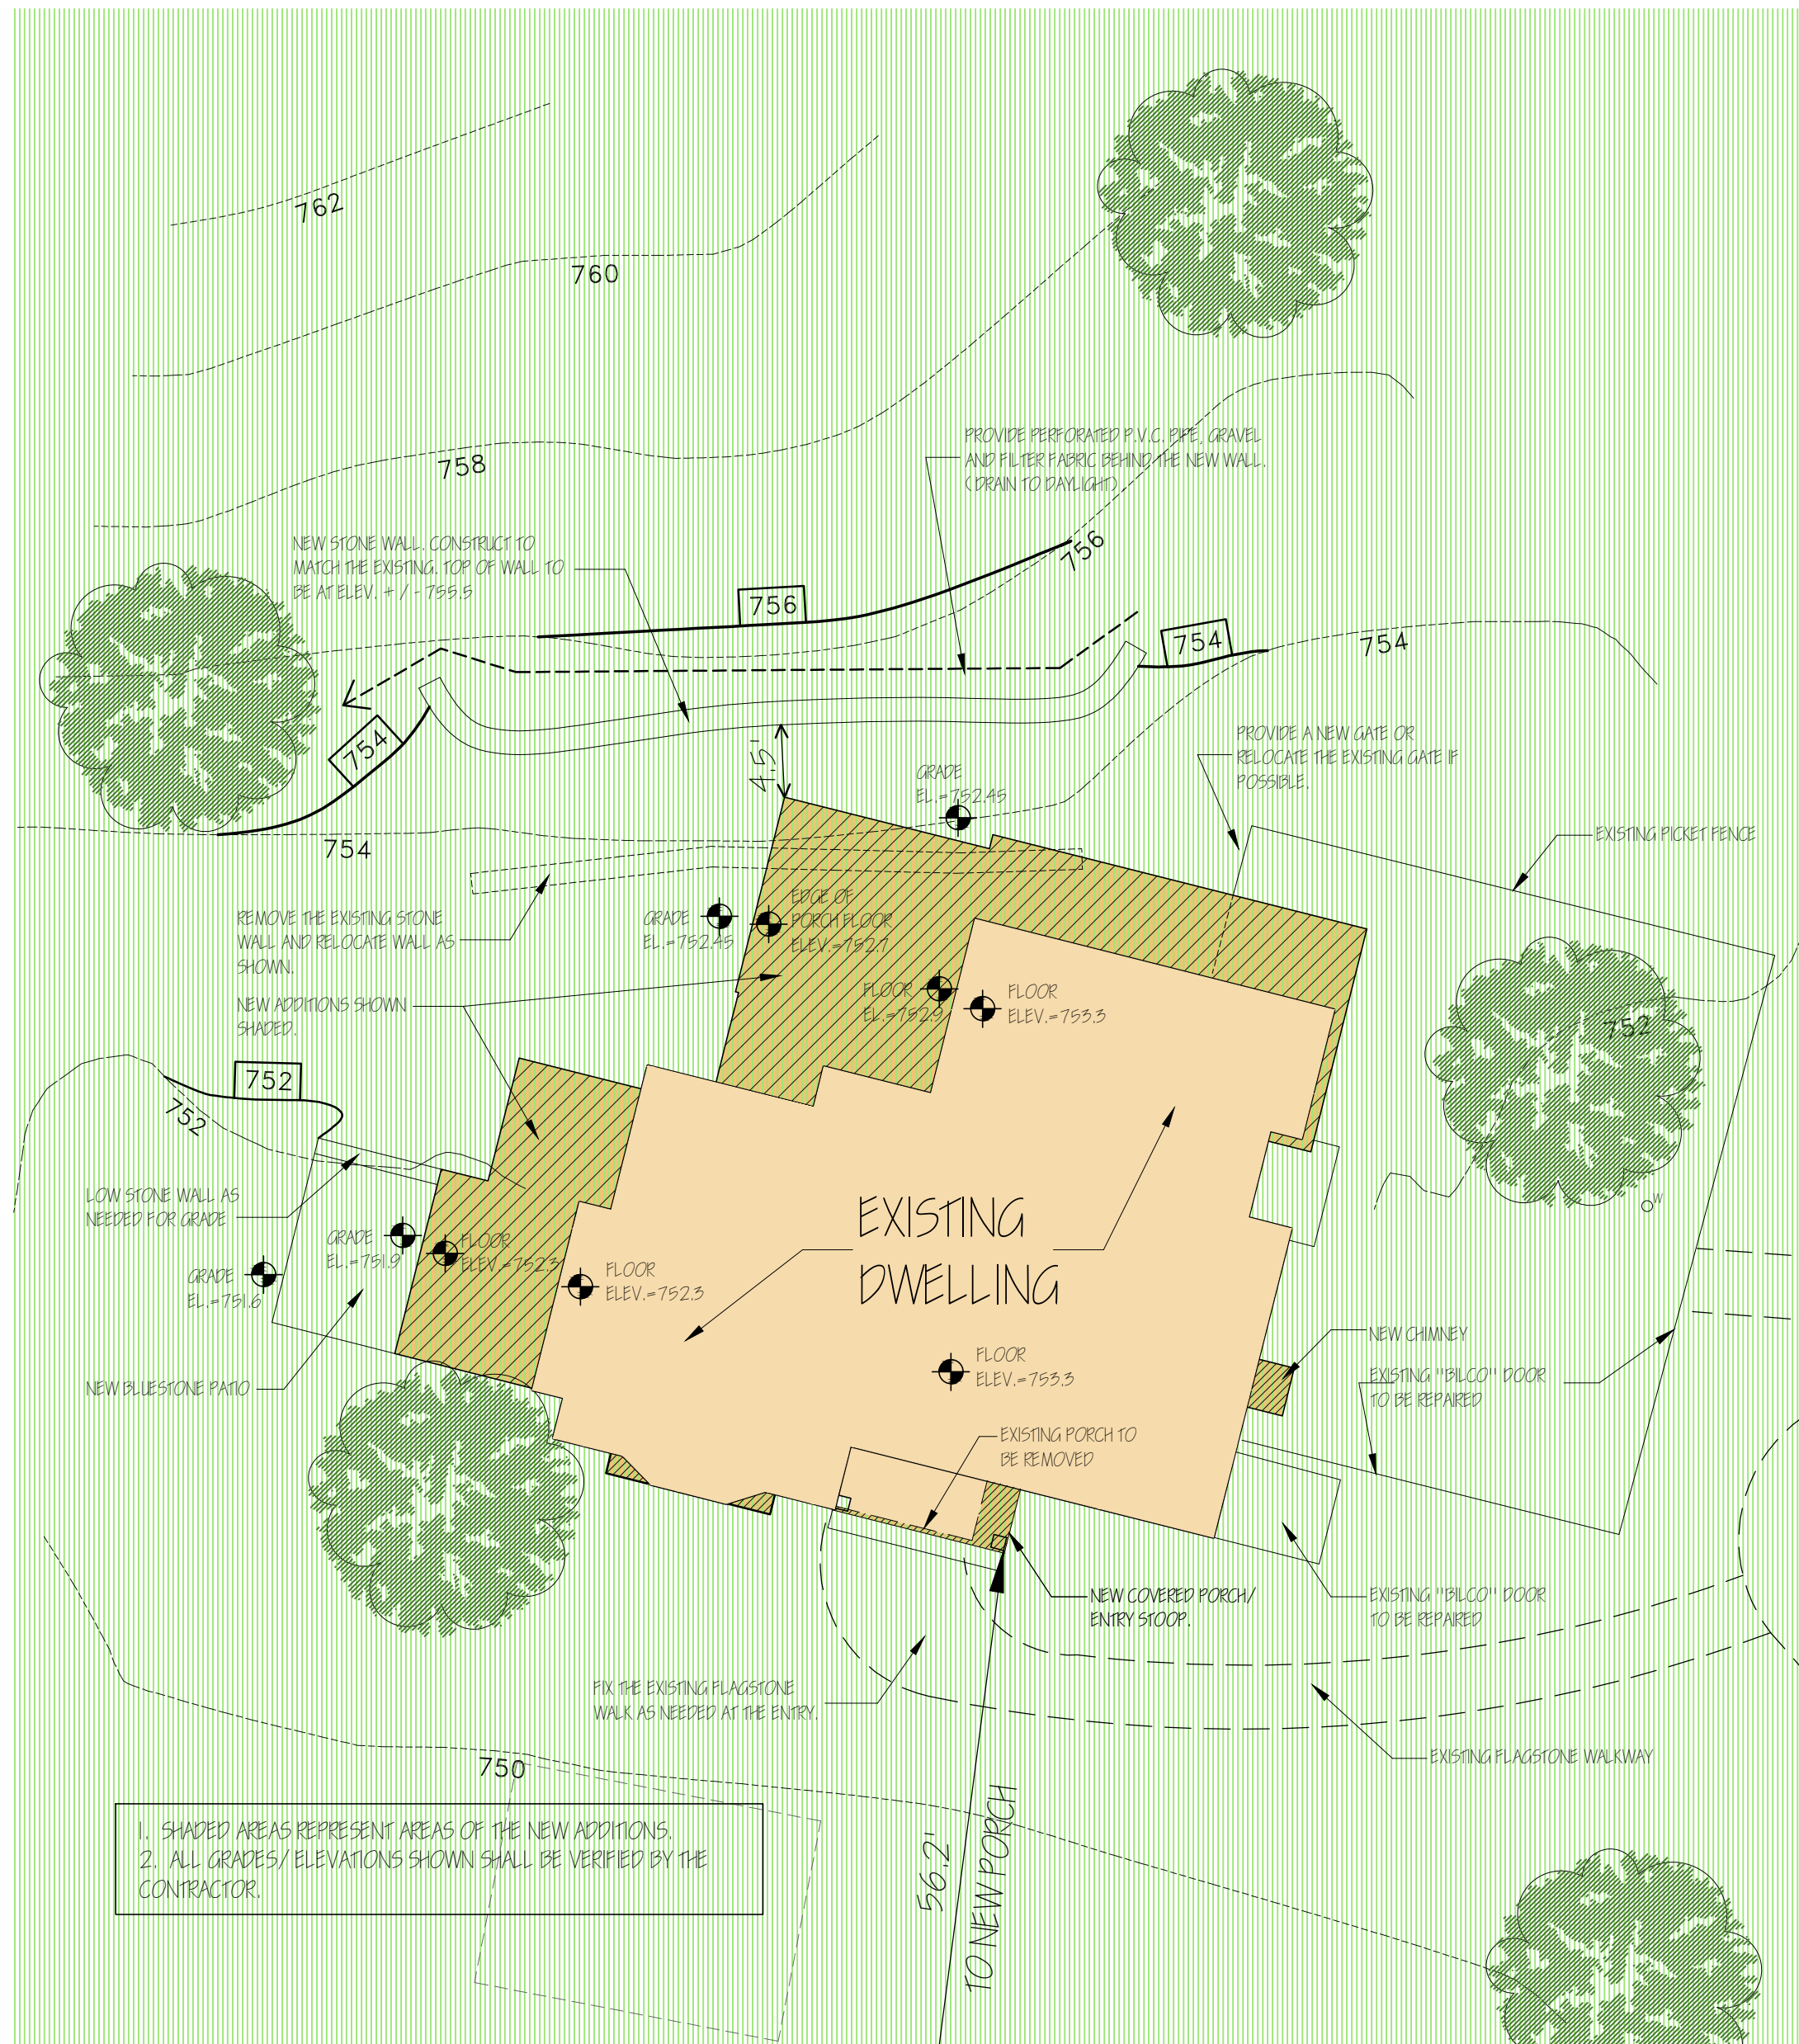 762
760
758
PROVIDE PERFORATED P.V.C. PIPE, GRAVEL
AND FILTER FABRIC BEHIND THE NEW WALL.
( DRAIN TO DAYLIGHT)
NEW STONE WALL. CONSTRUCT TO
MATCH THE EXISTING. TOP OF WALL TO
BE AT ELEV. + / - 755.5
756
756
754
754
754
4.5'
PROVIDE A NEW GATE OR
RELOCATE THE EXISTING GATE IF
POSSIBLE.
GRADE
EL.=752.45
EXISTING PICKET FENCE
754
REMOVE THE EXISTING STONE
WALL AND RELOCATE WALL AS
SHOWN.
GRADE
EL.=752.45
EDGE OF
PORCH FLOOR
ELEV.=752.7
NEW ADDITIONS SHOWN
SHADED.
FLOOR
EL.=752.9
FLOOR
ELEV.=753.3
752
752
752
LOW STONE WALL AS
NEEDED FOR GRADE
W
GRADE
EL.=751.9
FLOOR
ELEV.=752.3
GRADE
EL.=751.6
FLOOR
ELEV.=752.3
EXISTING
DWELLING
NEW BLUESTONE PATIO
FLOOR
ELEV.=753.3
NEW CHIMNEY
EXISTING "BILCO" DOOR
TO BE REPAIRED
EXISTING PORCH TO
BE REMOVED
NEW COVERED PORCH/
ENTRY STOOP.
EXISTING "BILCO" DOOR
TO BE REPAIRED
FIX THE EXISTING FLAGSTONE
WALK AS NEEDED AT THE ENTRY.
EXISTING FLAGSTONE WALKWAY
750
1. SHADED AREAS REPRESENT AREAS OF THE NEW ADDITIONS.
2. ALL GRADES/ ELEVATIONS SHOWN SHALL BE VERIFIED BY THE
CONTRACTOR.
56.2'
TO NEW PORCH